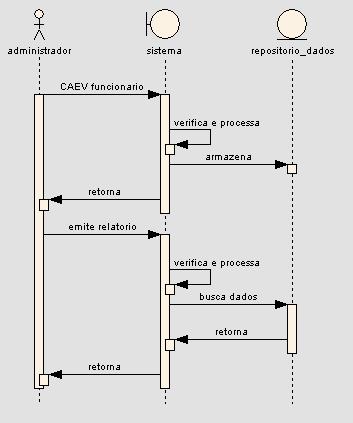 administrador
sistema
repositorio_dados
CAEV funcionario
verifica e processa
armazena
retorna
emite relatorio
verifica e processa
busca dados
retorna
retorna